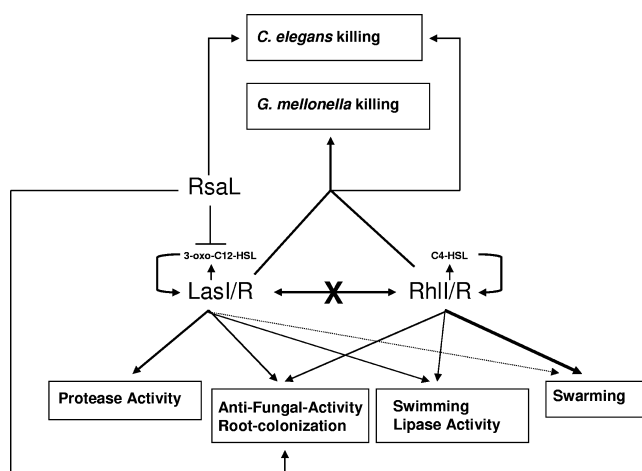 C. elegans killing
G. mellonella killing
RsaL
3-oxo-C12-HSL
C4-HSL
LasI/R
X
RhlI/R
Protease Activity
Anti-Fungal-Activity
Root-colonization
Swimming
Lipase Activity
Swarming